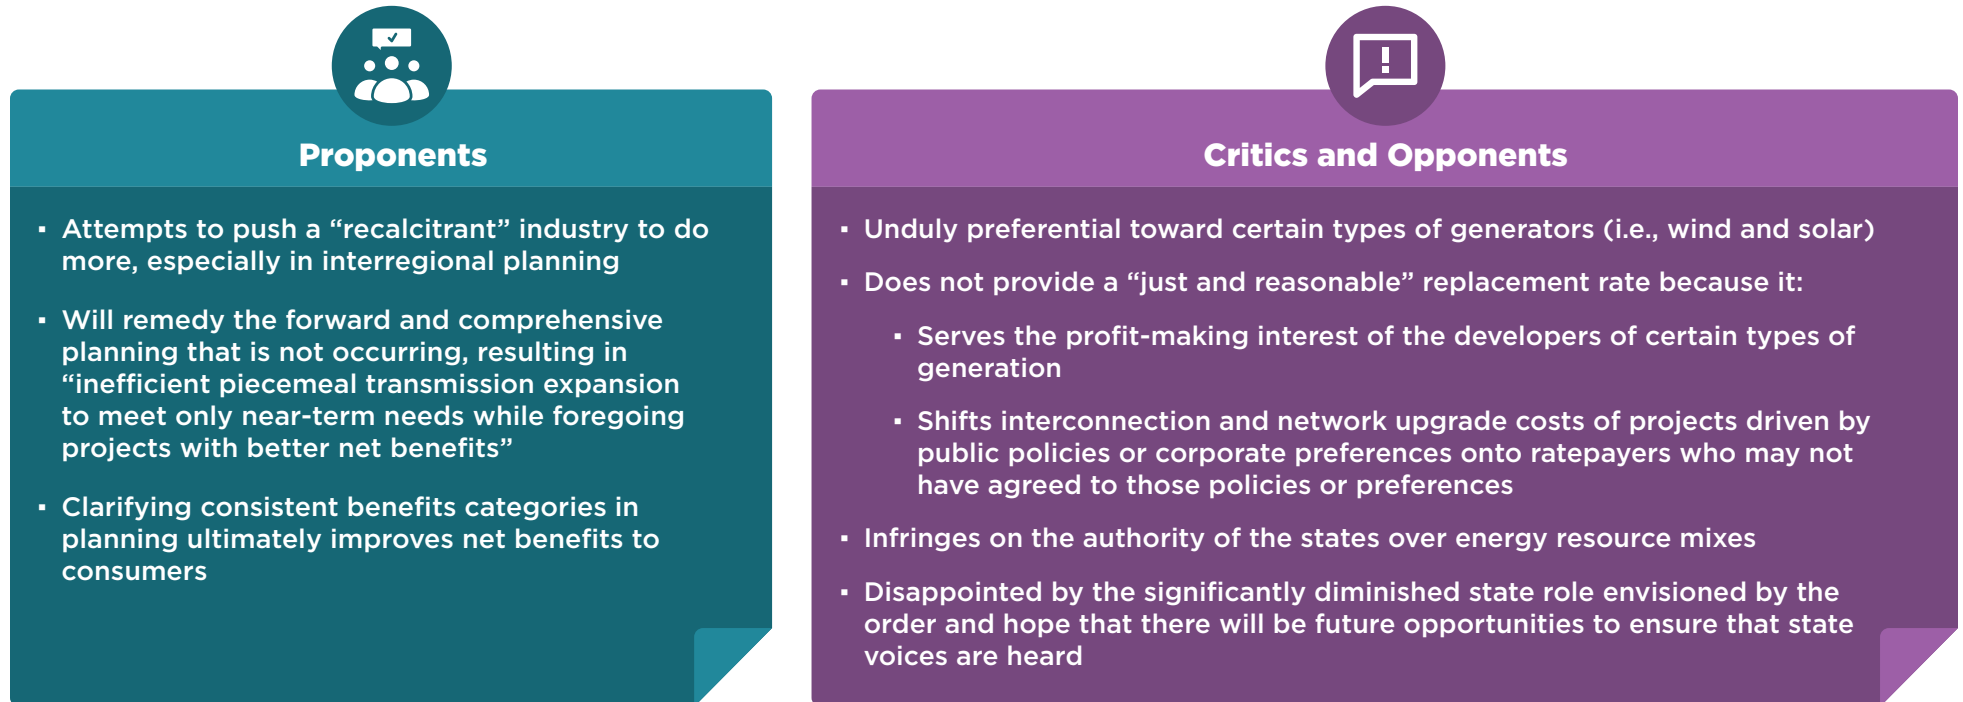 Proponents
▪ Attempts to push a “recalcitrant” industry to do
more, especially in interregional planning
▪ Will remedy the forward and comprehensive
planning that is not occurring, resulting in
“inefficient piecemeal transmission expansion
to meet only near-term needs while foregoing
projects with better net benefits”
▪ Clarifying consistent benefits categories in
planning ultimately improves net benefits to
consumers
Critics and Opponents
▪ Unduly preferential toward certain types of generators (i.e., wind and solar)
▪ Does not provide a “just and reasonable” replacement rate because it:
▪ Serves the profit-making interest of the developers of certain types of
generation
▪ Shifts interconnection and network upgrade costs of projects driven by
public policies or corporate preferences onto ratepayers who may not
have agreed to those policies or preferences
▪ Infringes on the authority of the states over energy resource mixes
▪ Disappointed by the significantly diminished state role envisioned by the
order and hope that there will be future opportunities to ensure that state
voices are heard